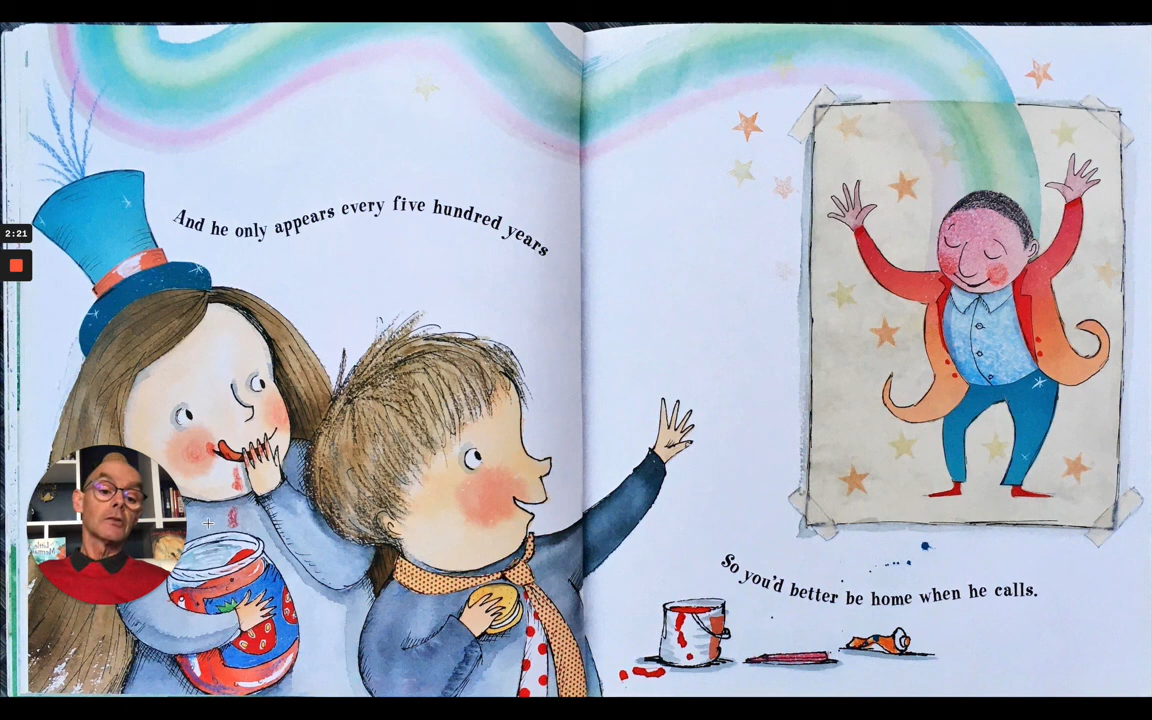 And he only appears every five hundred years
So you'd better be home when he calls.
2:21